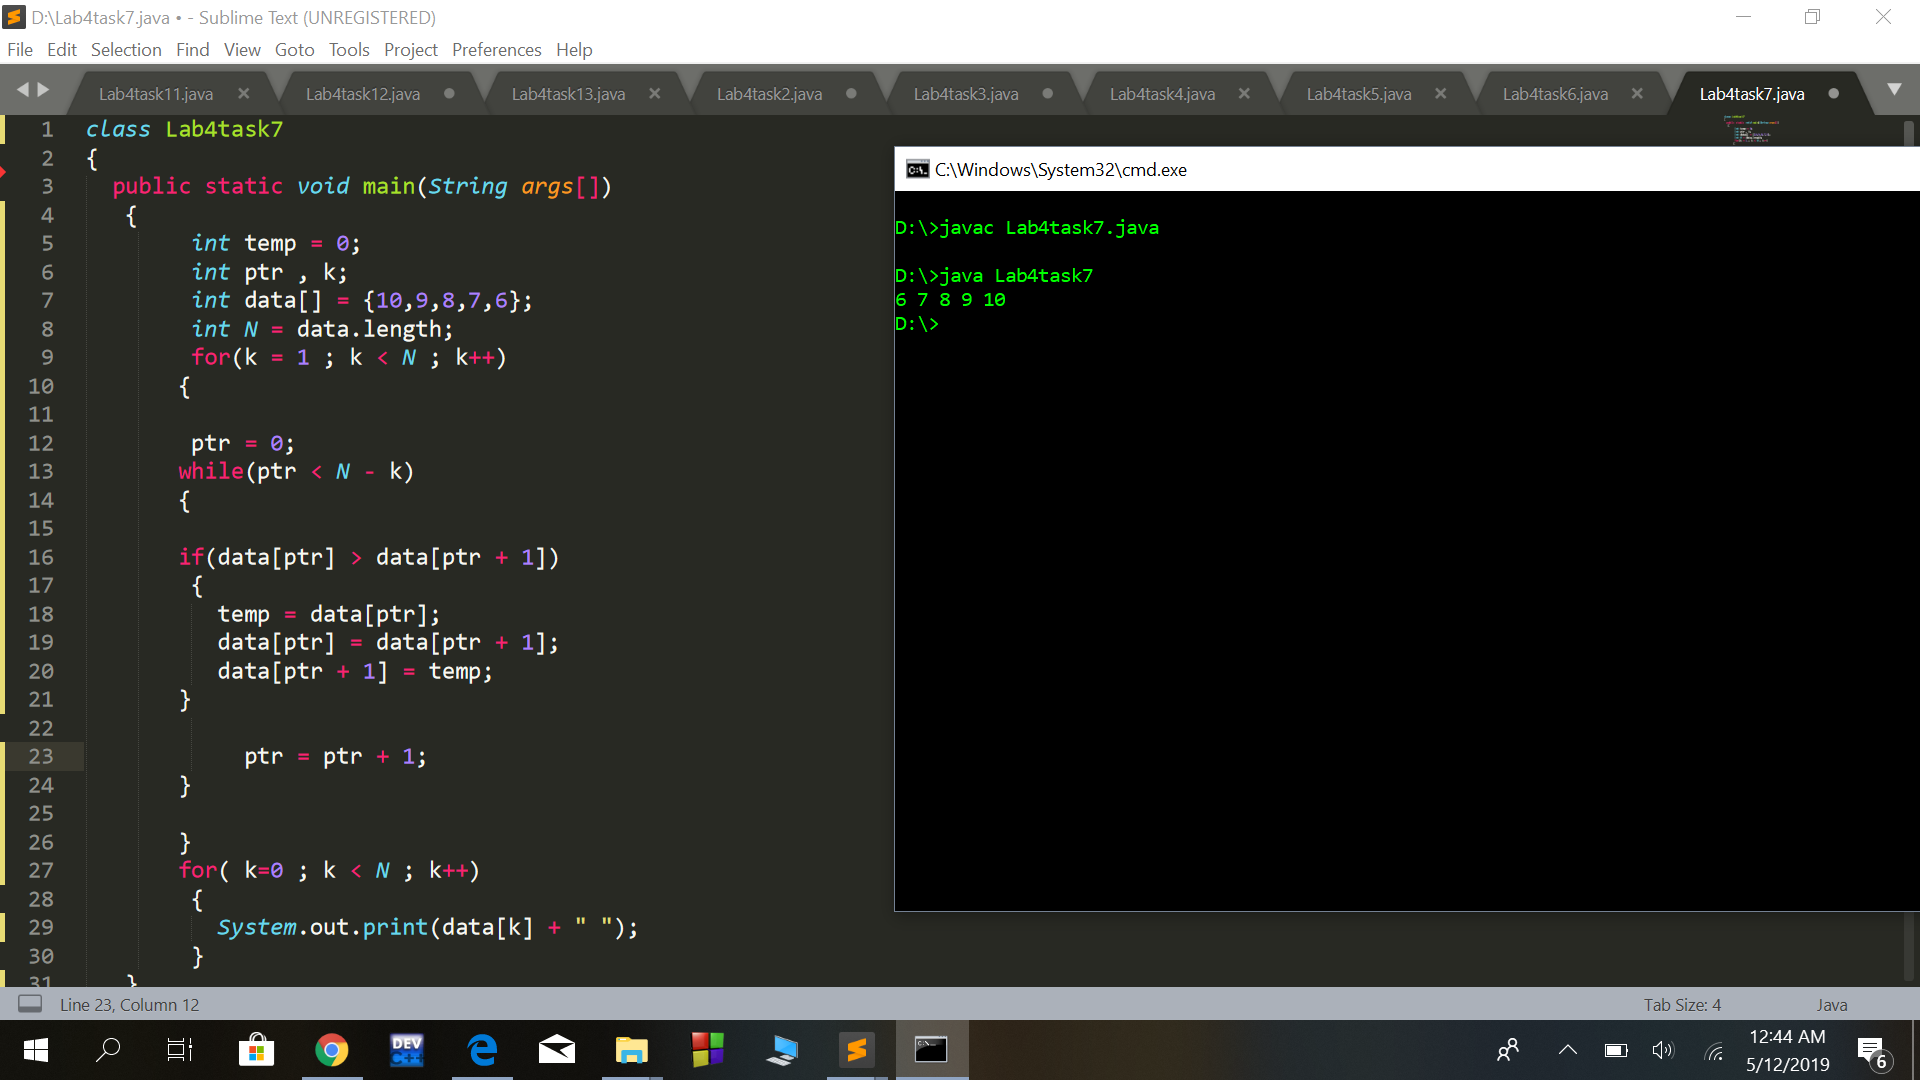 D:\Lab4task7.java • - Sublime Text (UNREGISTERED)
File Edit Selection Find View Goto Tools Project Preferences Help
Lab4task11.java Lab4task12.java Lab4task13.java Lab4task2.java Lab4task3.java Lab4task4.java Lab4task5.java Lab4task6.java Lab4task7.java
1 class Lab4task7
2 {
3 public static void main(String args[])
4 {
5 int temp = 0;
6 int ptr , k;
7 int data[] = {10,9,8,7,6};
8 int N = data.length;
9 for(k = 1 ; k < N ; k++)
10 {
11
12 ptr = 0;
13 while(ptr < N - k)
14 {
15
16 if(data[ptr] > data[ptr + 1])
17 {
18 temp = data[ptr];
19 data[ptr] = data[ptr + 1];
20 data[ptr + 1] = temp;
21 }
22
23 ptr = ptr + 1;
24 }
25
26 }
27 for( k=0 ; k < N ; k++)
28 {
29 System.out.print(data[k] + " ");
30 }
31 }
C:\Windows\System32\cmd.exe
D:\>javac Lab4task7.java
D:\>java Lab4task7
6 7 8 9 10
D:\>
Line 23, Column 12
Tab Size: 4
Java
DEV
C++
12:44 AM
5/12/2019
6